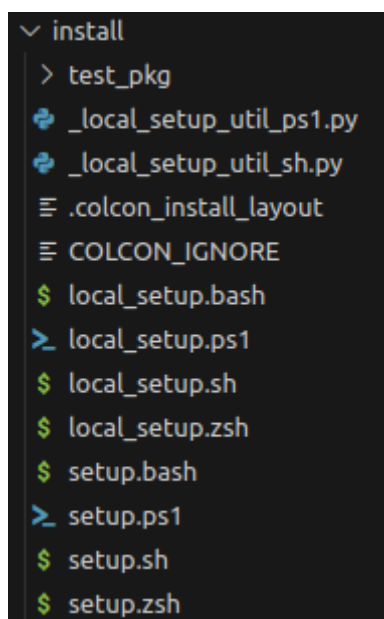 install
test_pkg
_local_setup_util_ps1.py
_local_setup_util_sh.py
.colcon_install_layout
COLCON_IGNORE
local_setup.bash
local_setup.ps1
local_setup.sh
local_setup.zsh
setup.bash
setup.ps1
setup.sh
setup.zsh